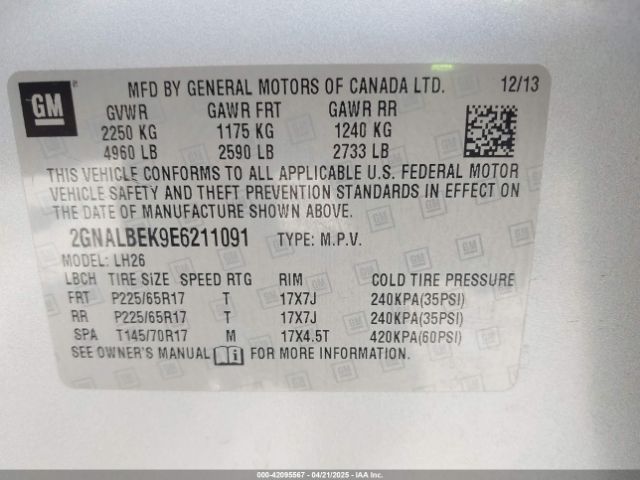 GM
MFD BY GENERAL MOTORS OF CANADA LTD. 12/13
GVWR GAWR FRT GAWR RR
2250 KG 1175 KG 1240 KG
4960 LB 2590 LB 2733 LB
THIS VEHICLE CONFORMS TO ALL APPLICABLE U.S. FEDERAL MOTOR
VEHICLE SAFETY AND THEFT PREVENTION STANDARDS IN EFFECT ON
THE DATE OF MANUFACTURE SHOWN ABOVE.
2GNALBEK9E6211091 TYPE: M.P.V.
MODEL: LH26
LBCH TIRE SIZE SPEED RTG RIM COLD TIRE PRESSURE
FRT P225/65R17 T 17X7J 240KPA(35PSI)
RR P225/65R17 T 17X7J 240KPA(35PSI)
SPA T145/70R17 M 17X4.5T 420KPA(60PSI)
SEE OWNER'S MANUAL FOR MORE INFORMATION.
000-42095567 - 04/21/2025 - IAAI.COM